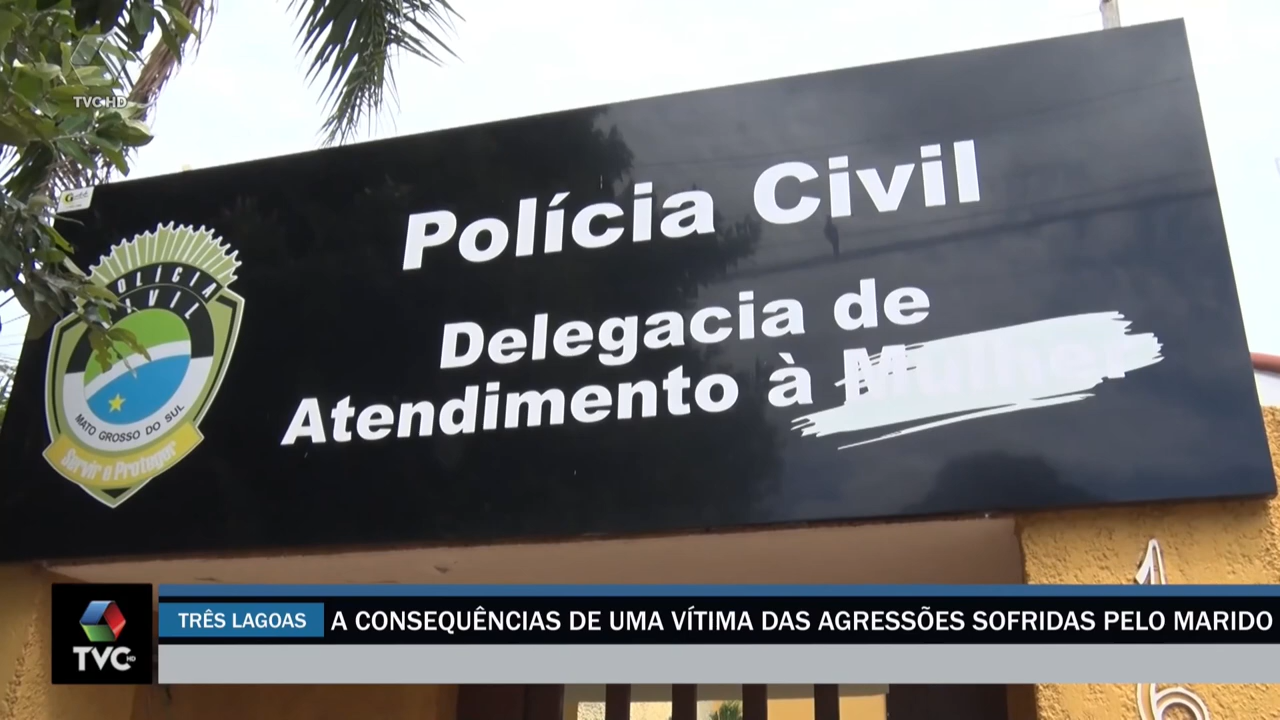 TVC HD
Polícia Civil
Delegacia de
Atendimento à
POLÍCIA
CIVIL
MATO GROSSO DO SUL
Servir e Proteger
16
TRÊS LAGOAS
A CONSEQUÊNCIAS DE UMA VÍTIMA DAS AGRESSÕES SOFRIDAS PELO MARIDO
TVC HD